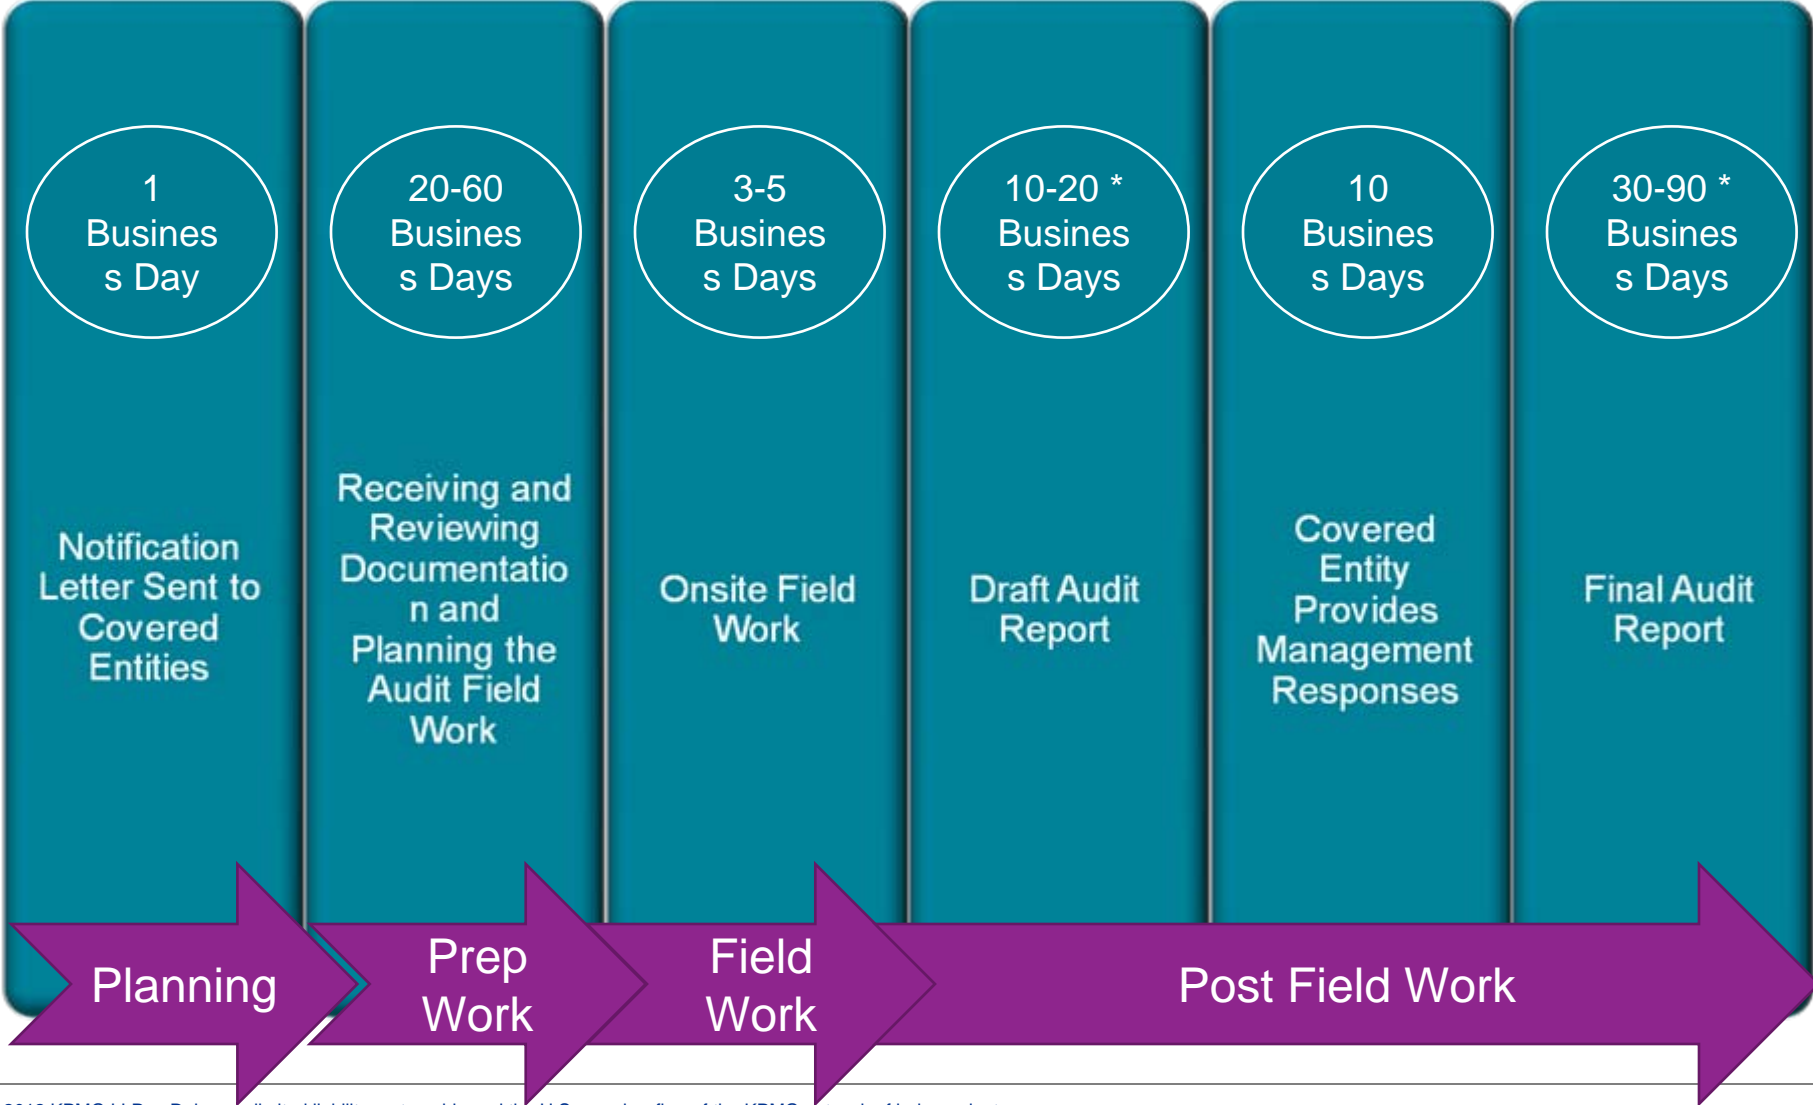 1
Busines
s Day
20-60
Busines
s Days
3-5
Busines
s Days
10-20 *
Busines
s Days
10
Busines
s Days
30-90 *
Busines
s Days
Notification
Letter Sent to
Covered
Entities
Receiving and
Reviewing
Documentatio
n and
Planning the
Audit Field
Work
Onsite Field
Work
Draft Audit
Report
Covered
Entity
Provides
Management
Responses
Final Audit
Report
Planning
Prep
Work
Field
Work
Post Field Work